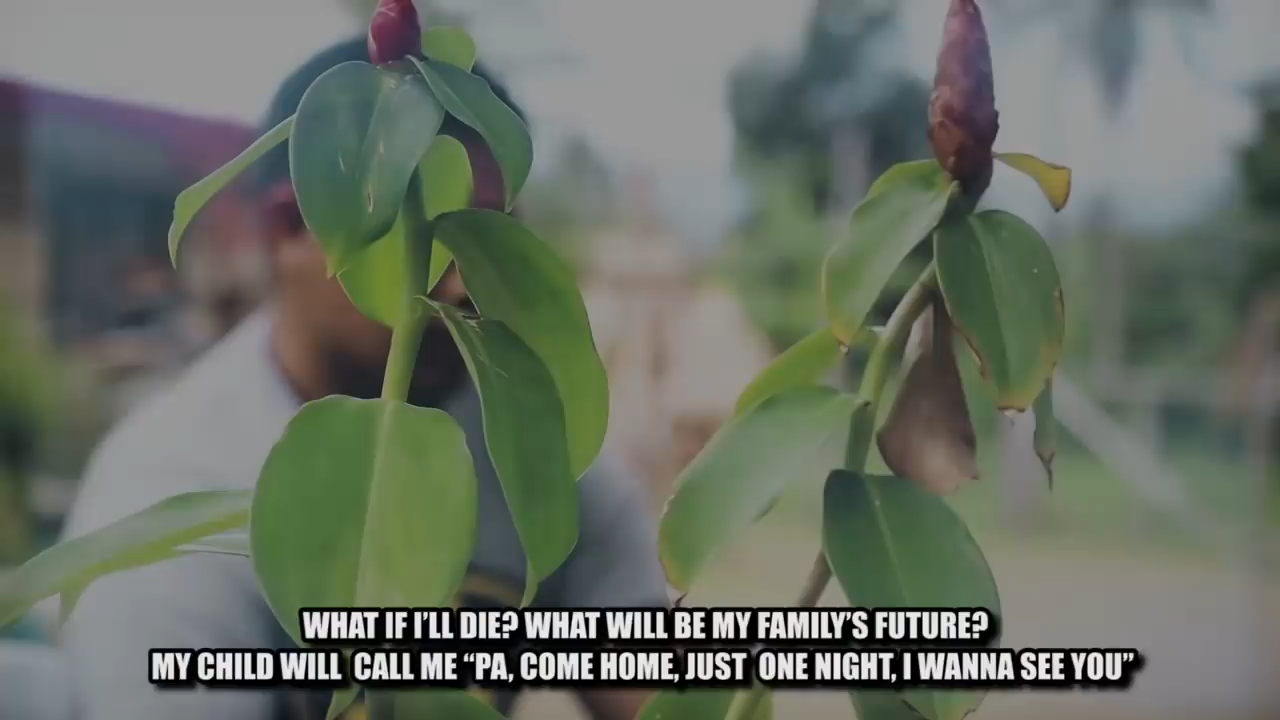 WHAT IF I'LL DIE? WHAT WILL BE MY FAMILY'S FUTURE?
MY CHILD WILL CALL ME “PA, COME HOME, JUST ONE NIGHT, I WANNA SEE YOU”